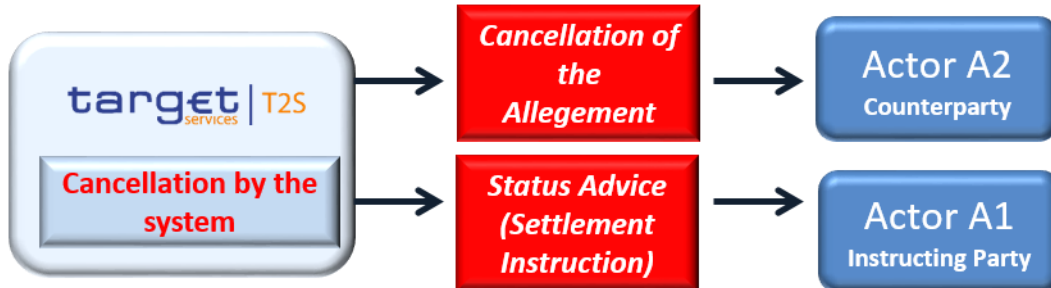 target | T2S
services
Cancellation by the
system
Cancellation of
the
Allegement
Status Advice
(Settlement
Instruction)
Actor A2
Counterparty
Actor A1
Instructing Party